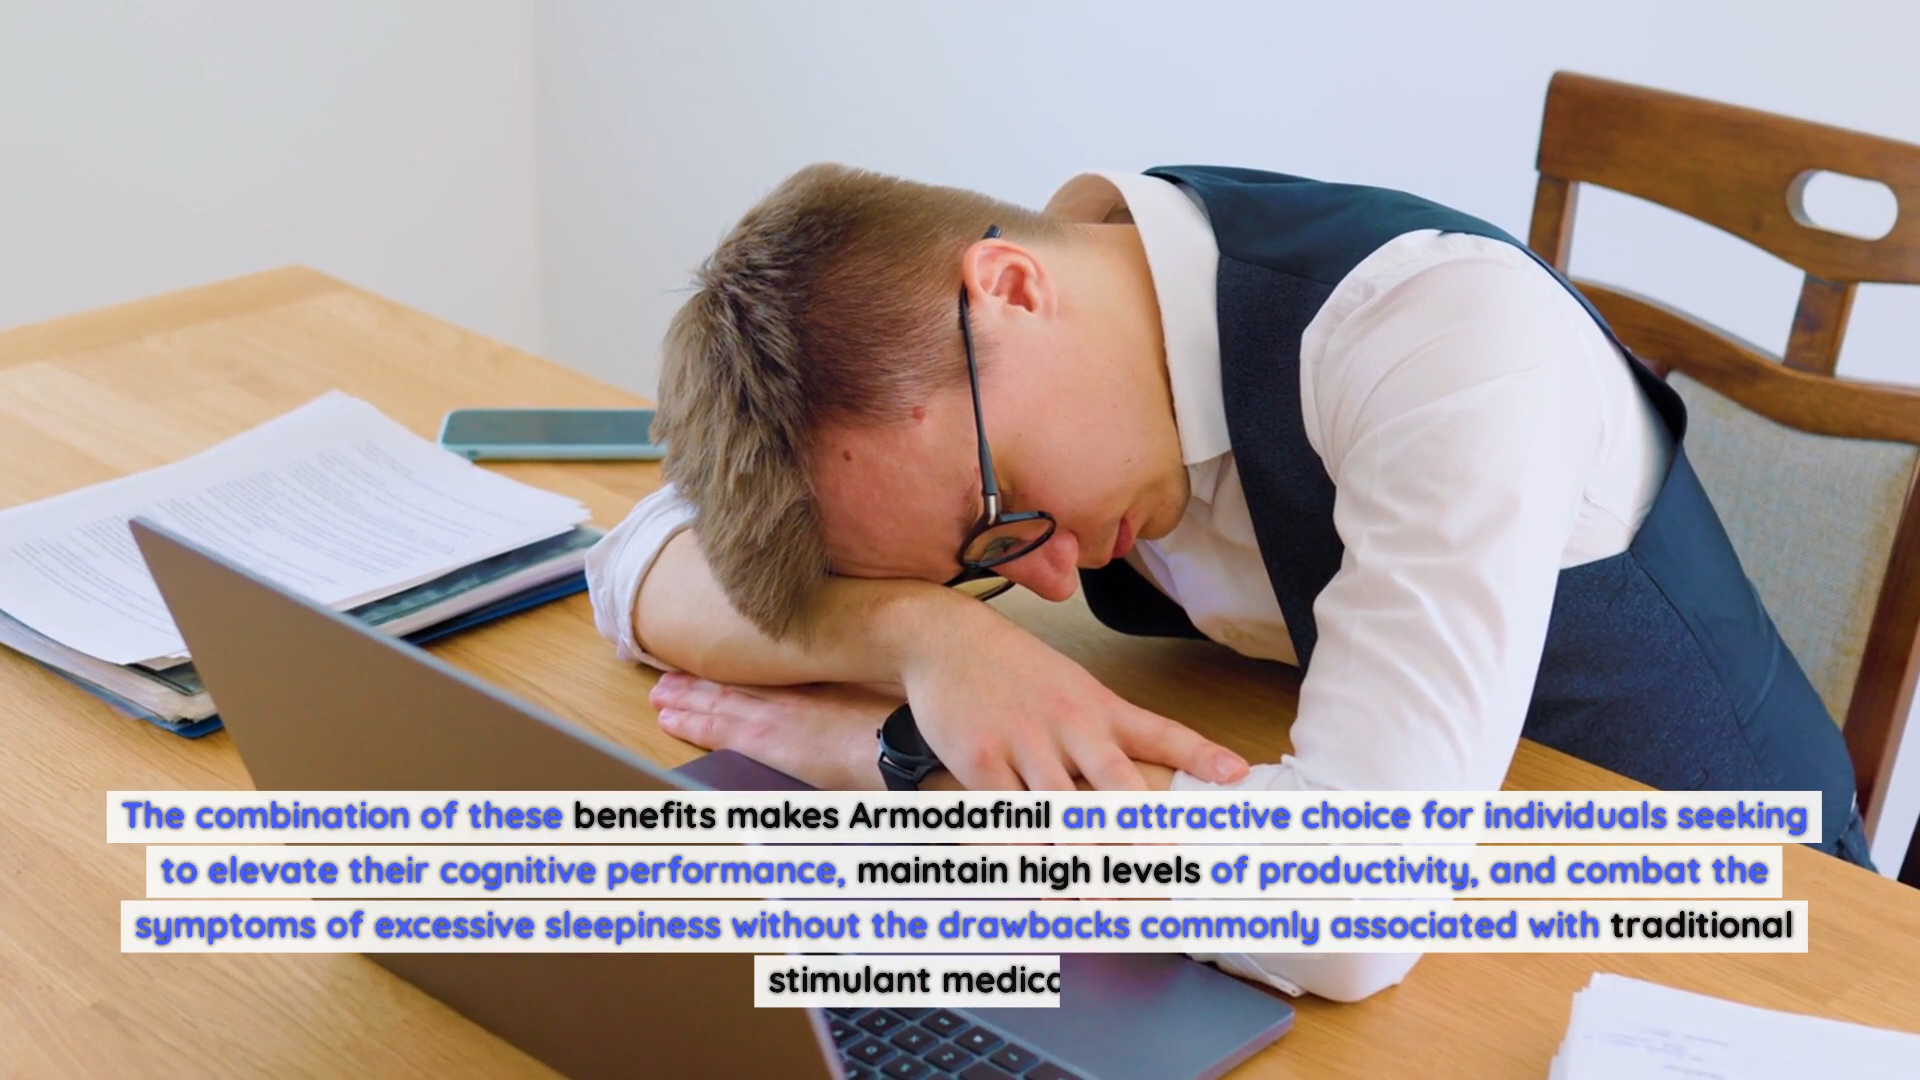 The combination of these benefits makes Armodafinil an attractive choice for individuals seeking
to elevate their cognitive performance, maintain high levels of productivity, and combat the
symptoms of excessive sleepiness without the drawbacks commonly associated with traditional
stimulant medic